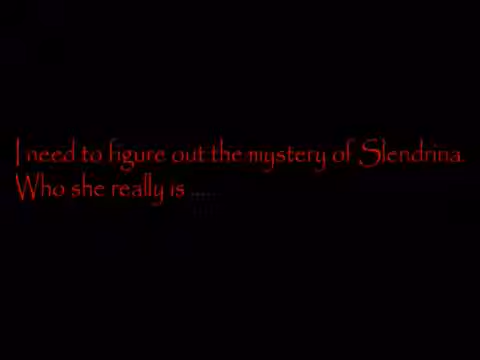 I need to figure out the mystery of Slendrina.
Who she really is ......